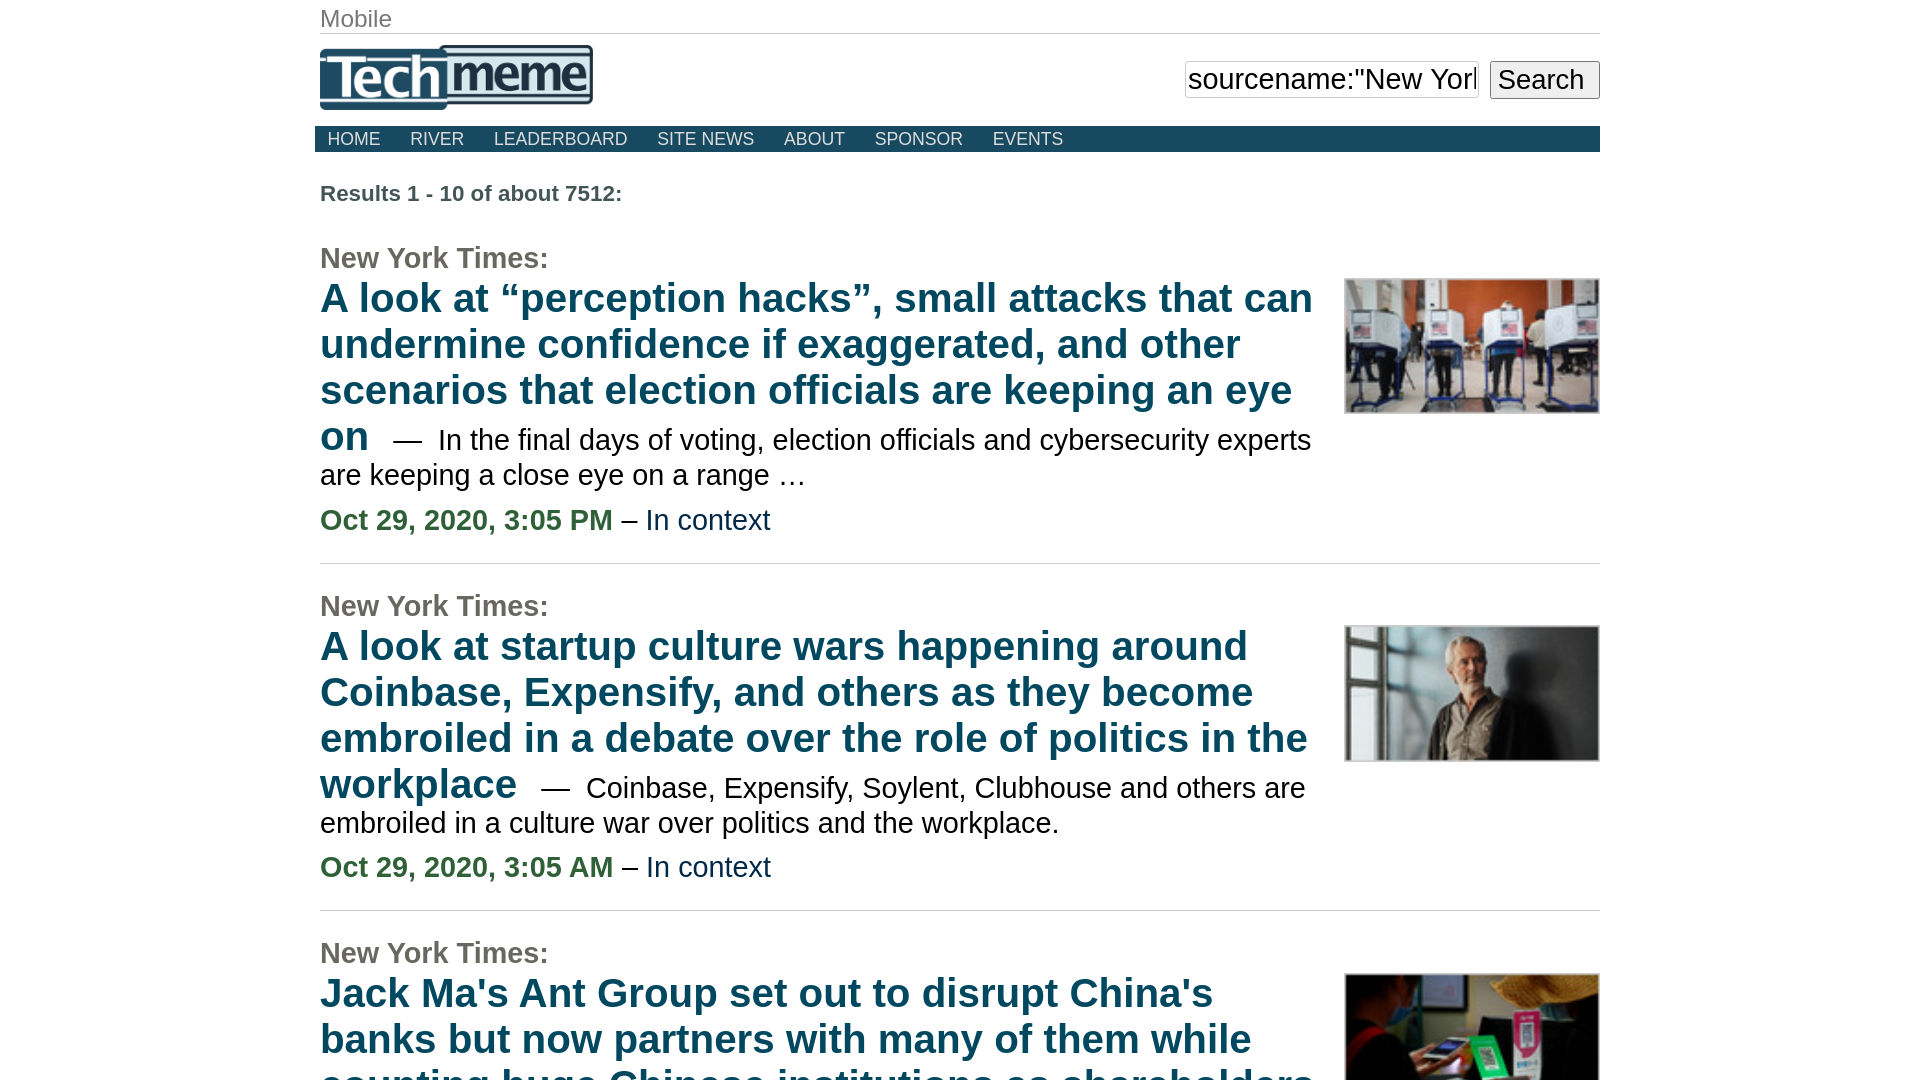 Mobile
Techmeme
sourcename:"New York
Search
HOME RIVER LEADERBOARD SITE NEWS ABOUT SPONSOR EVENTS
Results 1 - 10 of about 7512:
New York Times:
A look at “perception hacks”, small attacks that can
undermine confidence if exaggerated, and other
scenarios that election officials are keeping an eye
on — In the final days of voting, election officials and cybersecurity experts
are keeping a close eye on a range …
Oct 29, 2020, 3:05 PM – In context
New York Times:
A look at startup culture wars happening around
Coinbase, Expensify, and others as they become
embroiled in a debate over the role of politics in the
workplace — Coinbase, Expensify, Soylent, Clubhouse and others are
embroiled in a culture war over politics and the workplace.
Oct 29, 2020, 3:05 AM – In context
New York Times:
Jack Ma's Ant Group set out to disrupt China's
banks but now partners with many of them while
counting huge Chinese institutions as shareholders